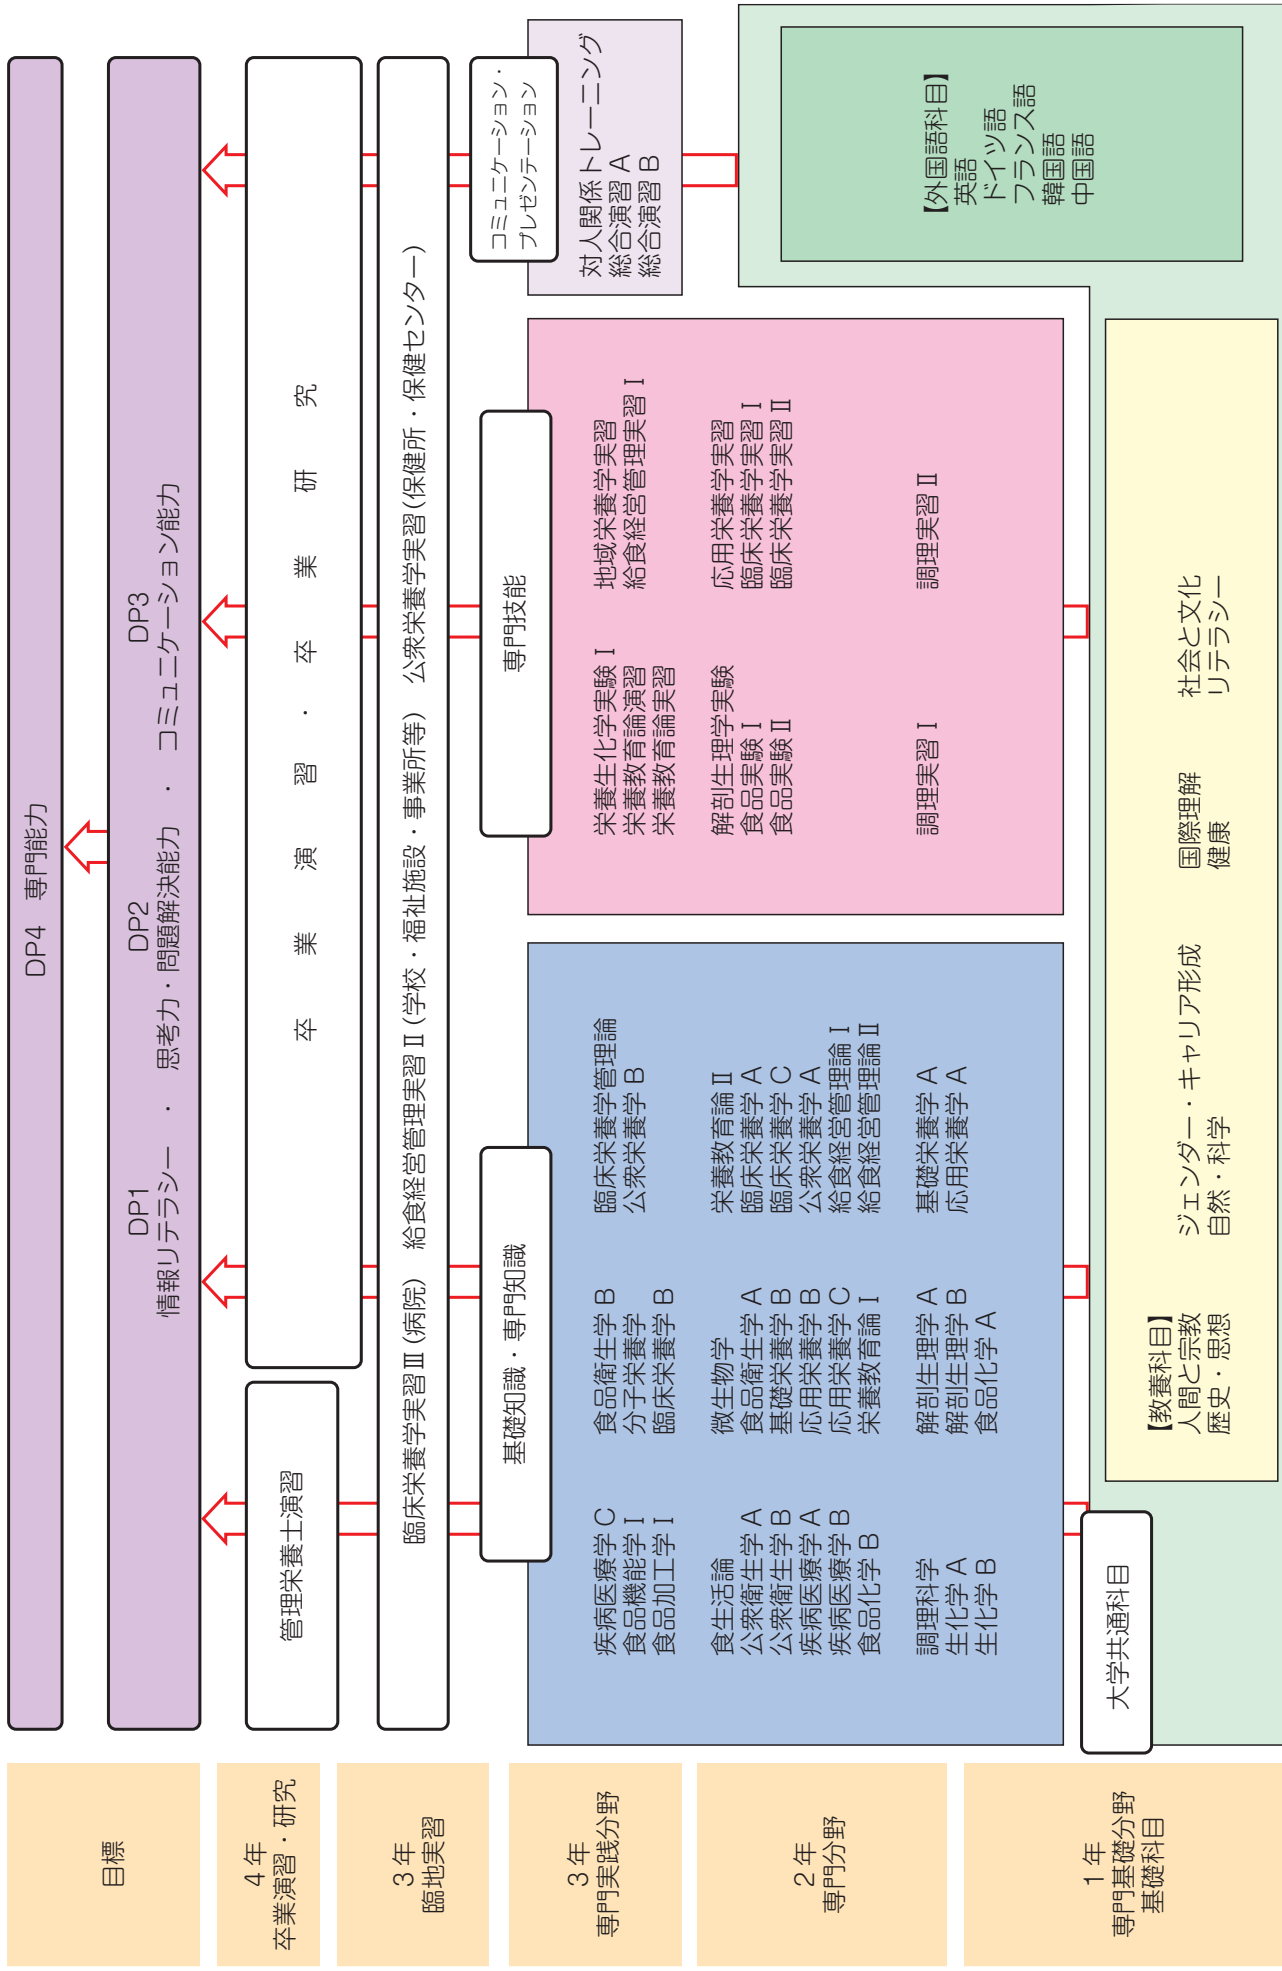 目標
DP4　専門能力
DP1
情報リテラシー
・
DP2
思考力・問題解決能力
・
DP3
コミュニケーション能力
4年
卒業演習・研究
管理栄養士演習
卒業演習・卒業研究
3年
臨地実習
臨床栄養学実習Ⅲ(病院)　給食経営管理実習Ⅱ(学校・福祉施設・事業所等)　公衆栄養学実習(保健所・保健センター)
3年
専門実践分野
2年
専門分野
1年
専門基礎分野
基礎科目
基礎知識・専門知識
疾病医療学C
食品機能学Ⅰ
食品加工学Ⅰ
食品衛生学B
分子栄養学
臨床栄養学B
臨床栄養学管理論
公衆栄養学B
食生活論
公衆衛生学A
公衆衛生学B
疾病医療学A
疾病医療学B
食品化学B
微生物学
食品衛生学A
基礎栄養学B
応用栄養学B
応用栄養学C
栄養教育論Ⅰ
栄養教育論Ⅱ
臨床栄養学A
臨床栄養学C
公衆栄養学A
給食経営管理論Ⅰ
給食経営管理論Ⅱ
調理科学
生化学A
生化学B
解剖生理学A
解剖生理学B
食品化学A
基礎栄養学A
応用栄養学A
専門技能
栄養生化学実験Ⅰ
栄養教育論演習
栄養教育論実習
地域栄養学実習
給食経営管理実習Ⅰ
解剖生理学実験
食品実験Ⅰ
食品実験Ⅱ
応用栄養学実習
臨床栄養学実習Ⅰ
臨床栄養学実習Ⅱ
調理実習Ⅰ
調理実習Ⅱ
コミュニケーション・
プレゼンテーション
対人関係トレーニング
総合演習A
総合演習B
大学共通科目
【教養科目】
人間と宗教
歴史・思想
ジェンダー・キャリア形成
自然・科学
国際理解
健康
社会と文化
リテラシー
【外国語科目】
英語
ドイツ語
フランス語
韓国語
中国語